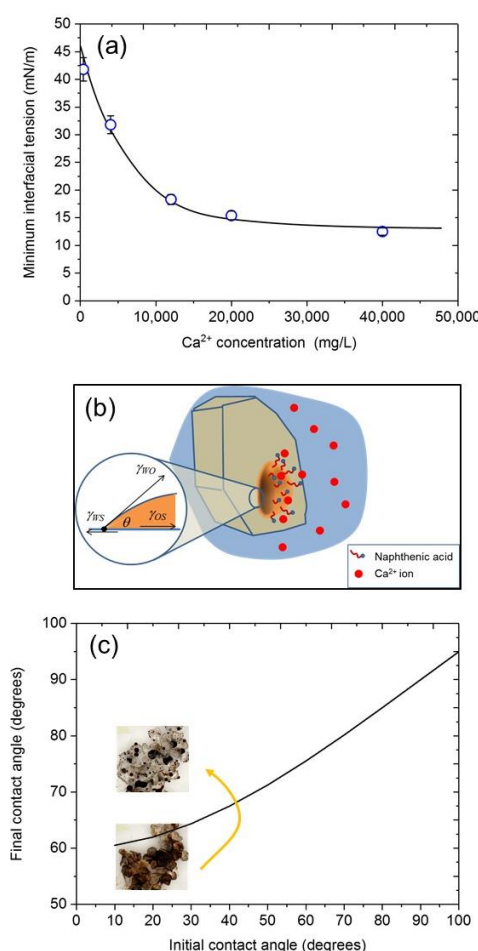 (a)
Minimum interfacial tension (mN/m)
50
45
40
35
30
25
20
15
10
5
0
0 10,000 20,000 30,000 40,000 50,000
Ca²⁺ concentration (mg/L)
(b)
γWO
γWS
θ
γOS
Naphthenic acid
Ca²⁺ ion
(c)
Final contact angle (degrees)
100
90
80
70
60
50
0 10 20 30 40 50 60 70 80 90 100
Initial contact angle (degrees)